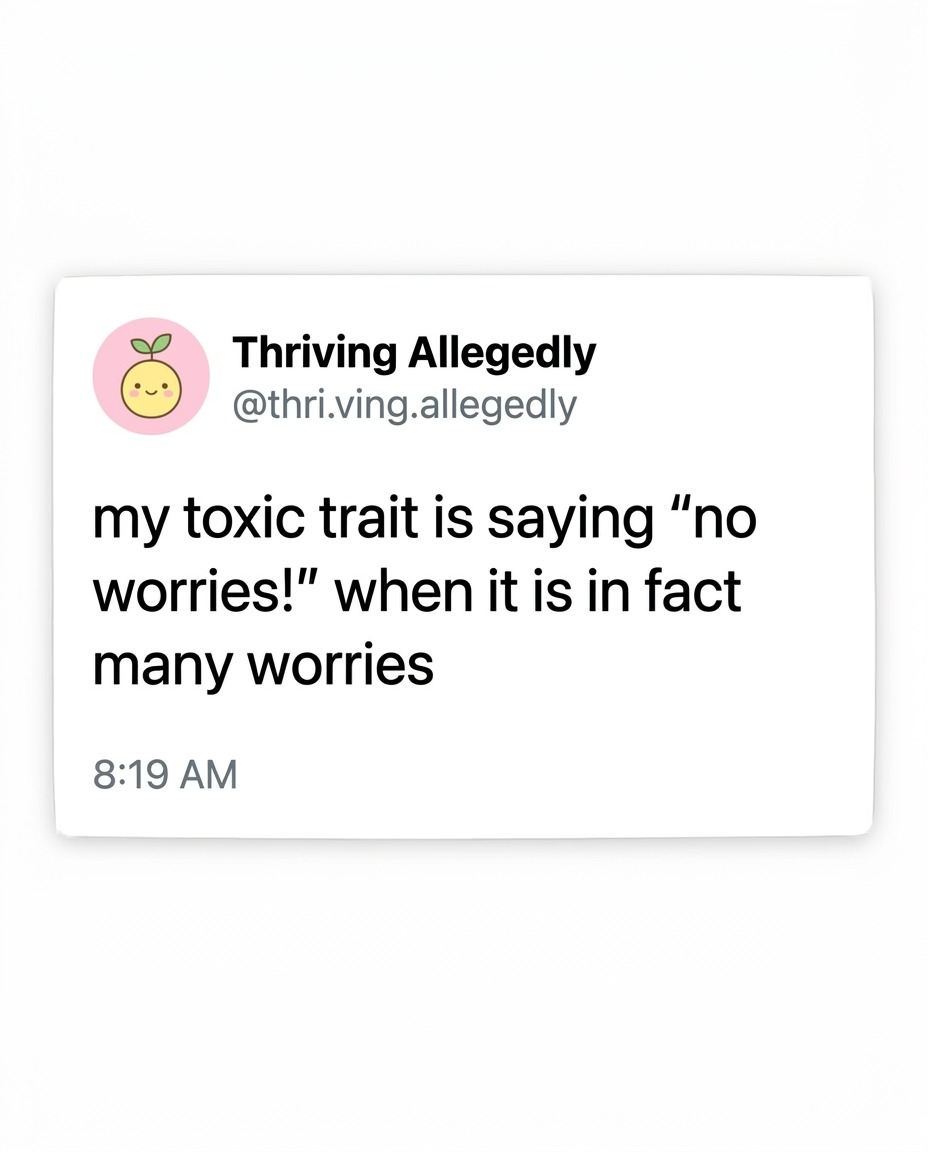 Thriving Allegedly
@thri.ving.allegedly
my toxic trait is saying “no
worries!” when it is in fact
many worries
8:19 AM